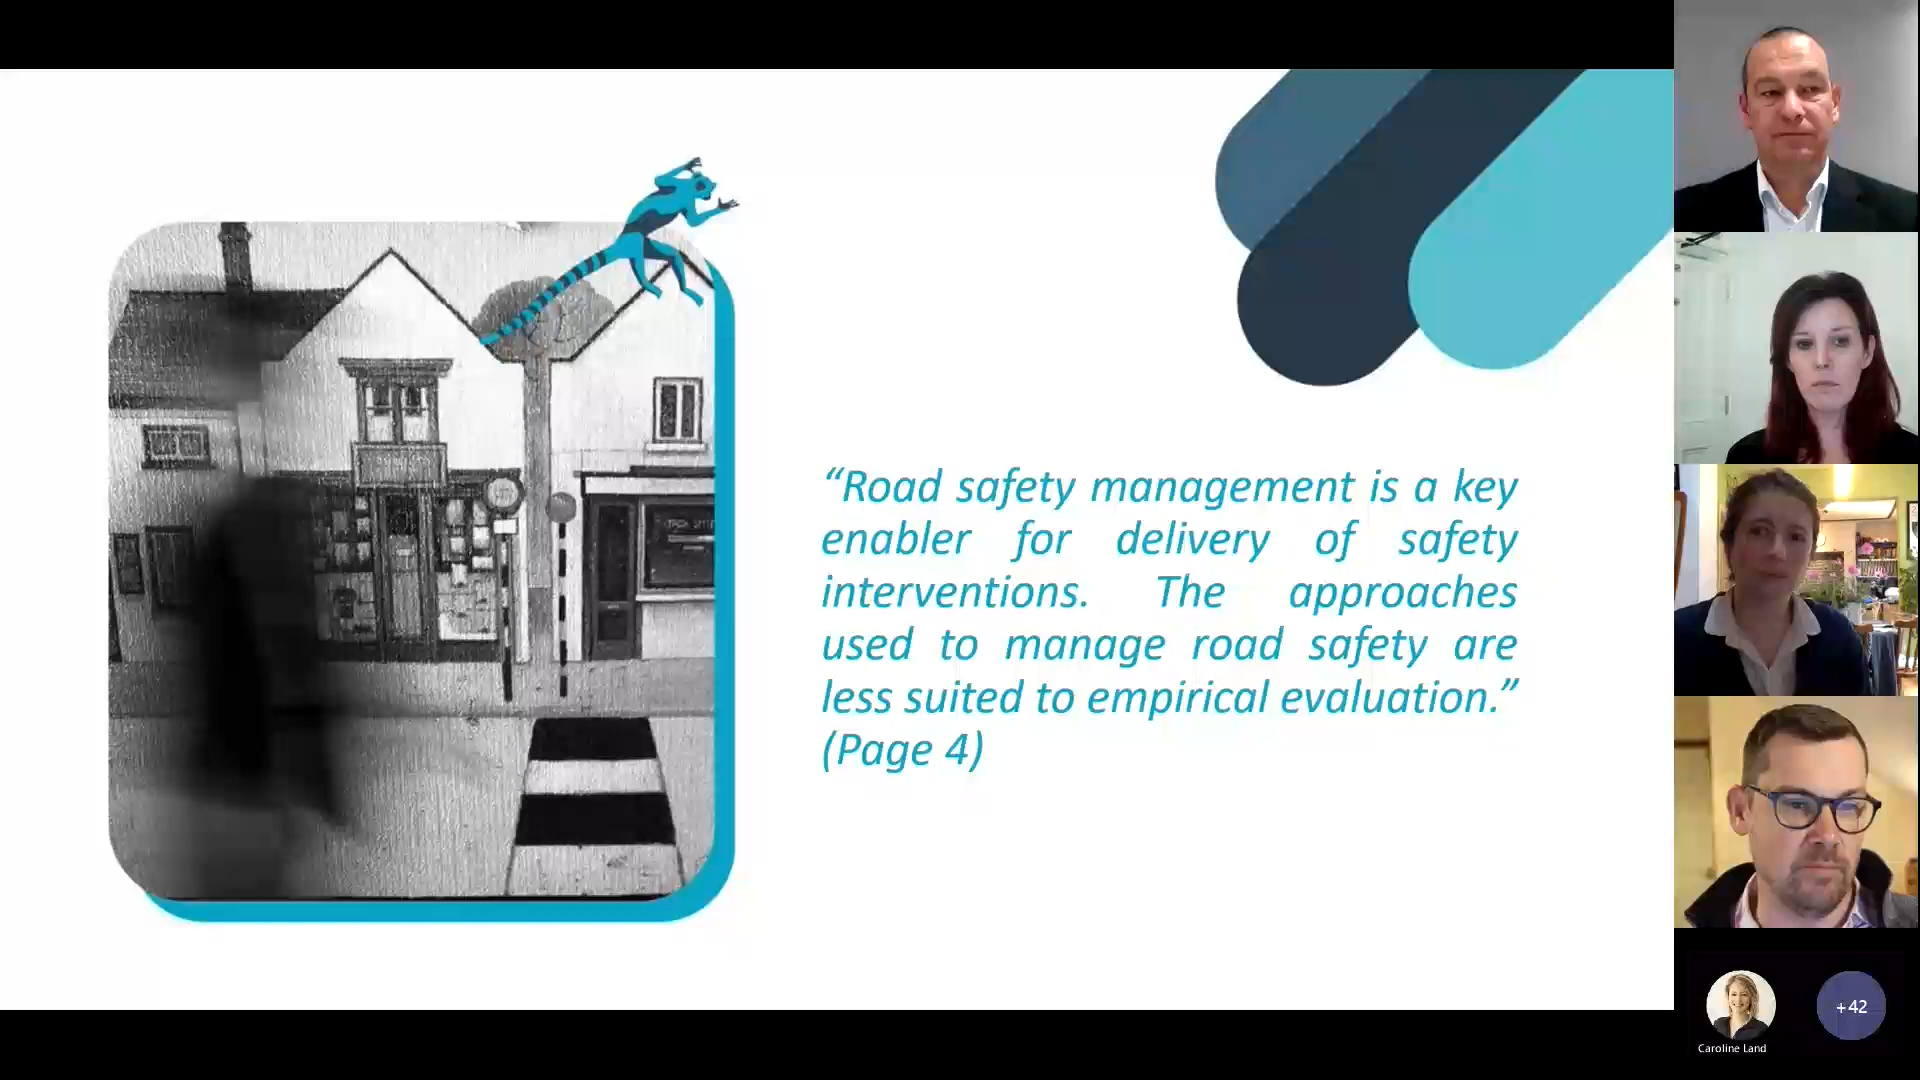 “Road safety management is a key
enabler for delivery of safety
interventions. The approaches
used to manage road safety are
less suited to empirical evaluation.”
(Page 4)
+42
Caroline Land